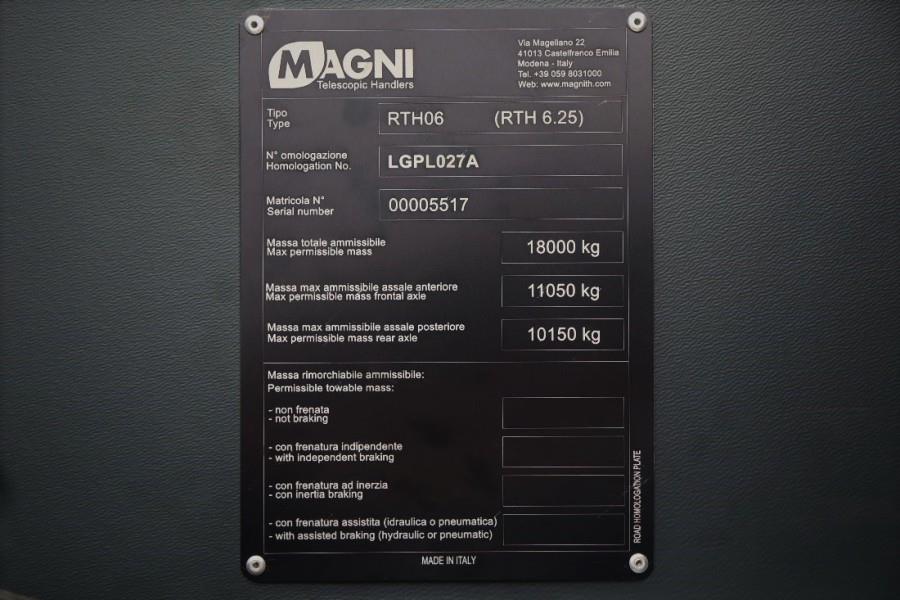 MAGNI
Telescopic Handlers
Via Magellano 22
41013 Castelfranco Emilia
Modena - Italy
Tel. +39 059 8031000
Web: www.magnith.com
Tipo
Type
RTH06 (RTH 6.25)
N° omologazione
Homologation No.
LGPL027A
Matricola N°
Serial number
00005517
Massa totale ammissibile
Max permissible mass
18000 kg
Massa max ammissibile assale anteriore
Max permissible mass frontal axle
11050 kg
Massa max ammissibile assale posteriore
Max permissible mass rear axle
10150 kg
Massa rimorchiabile ammissibile:
Permissible towable mass:
- non frenata
- not braking
- con frenatura indipendente
- with independent braking
- con frenatura ad inerzia
- con inertia braking
- con frenatura assistita (idraulica o pneumatica)
- with assisted braking (hydraulic or pneumatic)
ROAD HOMOLOGATION PLATE
MADE IN ITALY